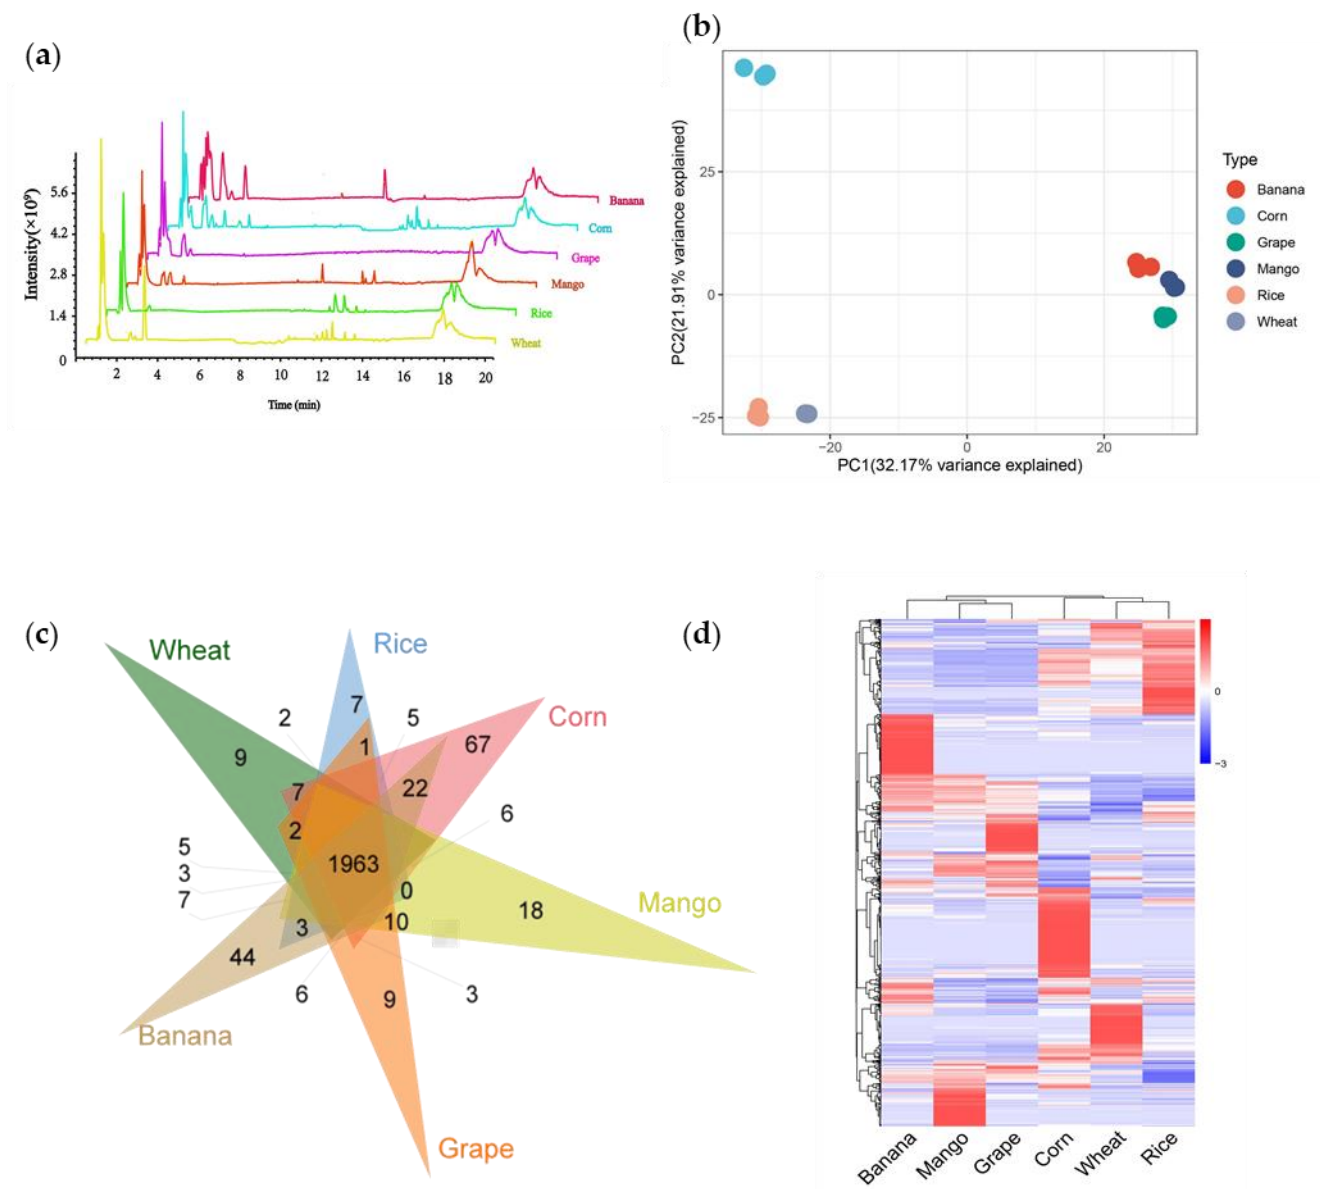 (a)
Intensity(×10⁹)
5.6
4.2
2.8
1.4
0
Banana
Corn
Grape
Mango
Rice
Wheat
2 4 6 8 10 12 14 16 18 20
Time (min)
(b)
PC2(21.91% variance explained)
25
0
−25
−20 0 20
PC1(32.17% variance explained)
Type
Banana
Corn
Grape
Mango
Rice
Wheat
(c)
Wheat
Rice
Corn
Mango
Grape
Banana
2
7
5
67
9
1
7
22
6
2
5
1963
3
0
7
18
3
10
44
6
9
3
(d)
0
−3
Banana
Mango
Grape
Corn
Wheat
Rice